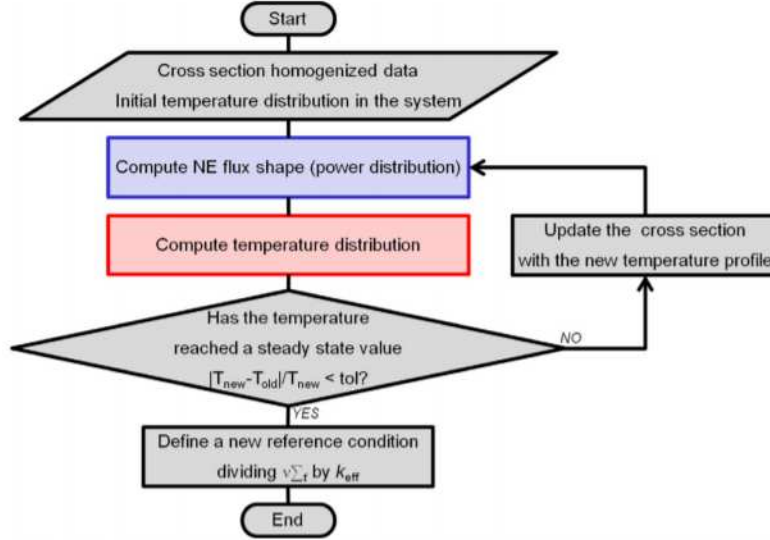 Start
Cross section homogenized data
Initial temperature distribution in the system
Compute NE flux shape (power distribution)
Compute temperature distribution
Update the cross section
with the new temperature profile
Has the temperature
reached a steady state value
|Tnew-Told|/Tnew < tol?
NO
YES
Define a new reference condition
dividing νΣf by keff
End